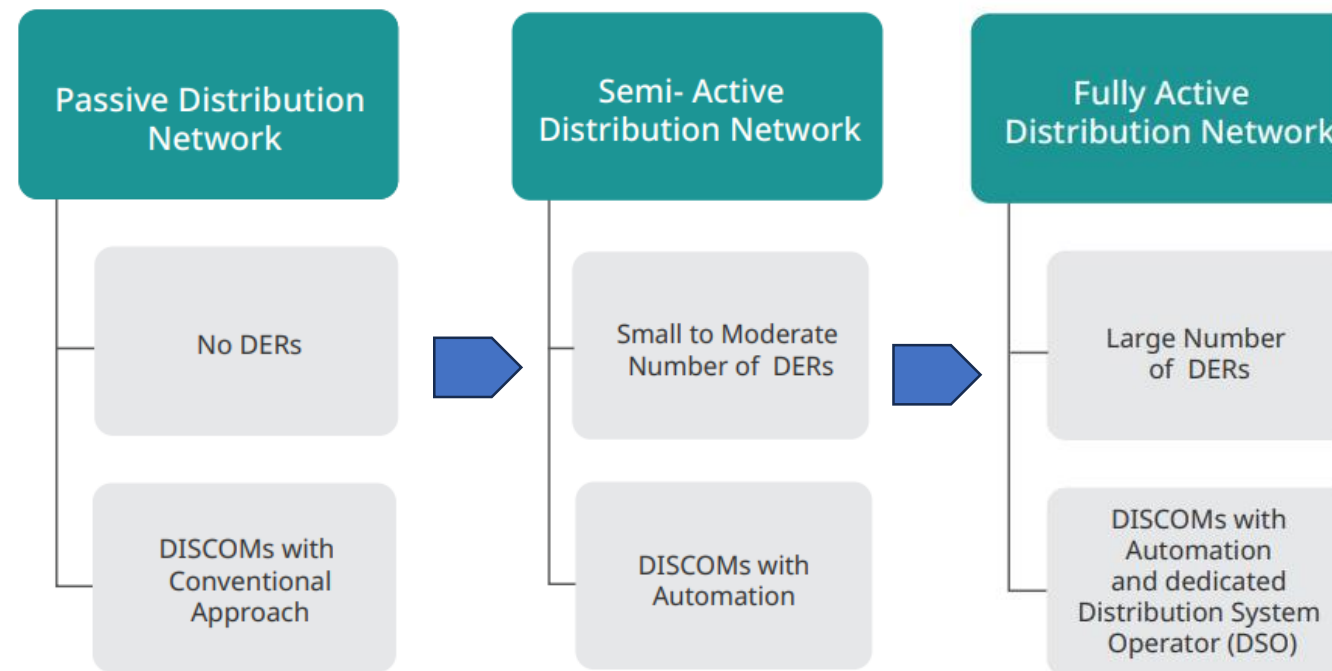 Passive Distribution
Network
No DERs
DISCOMs with
Conventional
Approach
Semi- Active
Distribution Network
Small to Moderate
Number of DERs
DISCOMs with
Automation
Fully Active
Distribution Network
Large Number
of DERs
DISCOMs with
Automation
and dedicated
Distribution System
Operator (DSO)